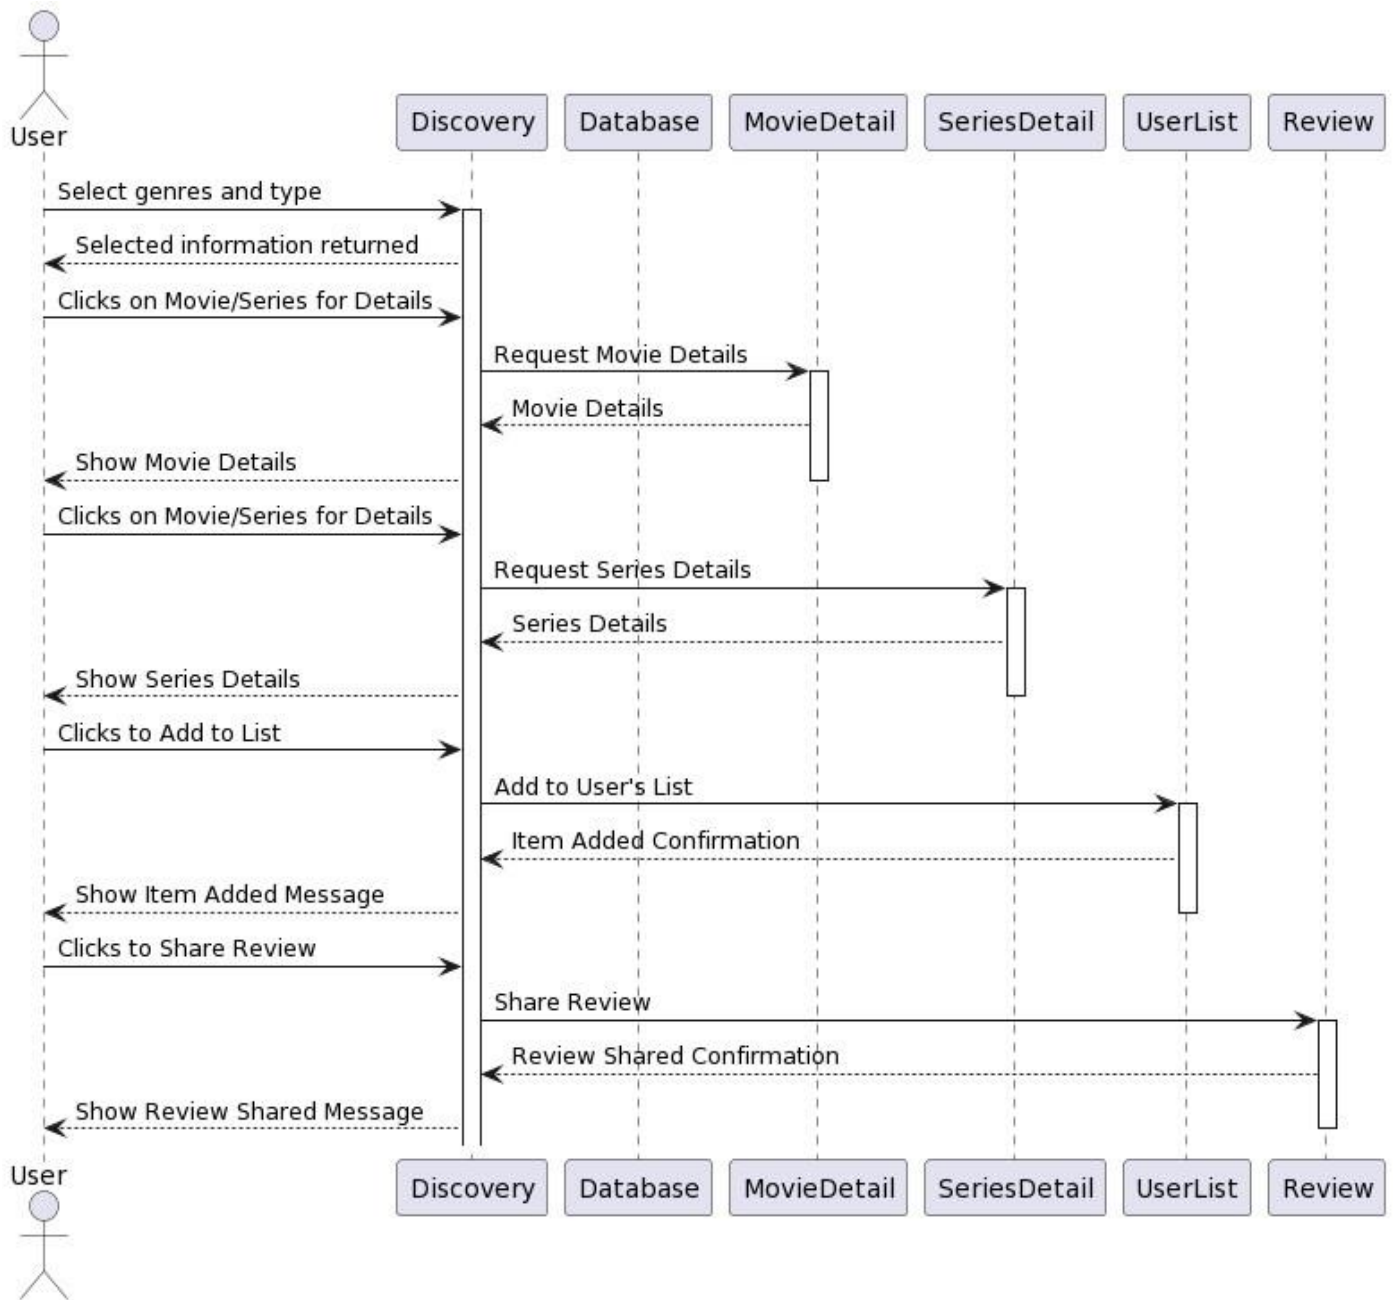 User
Discovery
Database
MovieDetail
SeriesDetail
UserList
Review
Select genres and type
Selected information returned
Clicks on Movie/Series for Details
Request Movie Details
Movie Details
Show Movie Details
Clicks on Movie/Series for Details
Request Series Details
Series Details
Show Series Details
Clicks to Add to List
Add to User's List
Item Added Confirmation
Show Item Added Message
Clicks to Share Review
Share Review
Review Shared Confirmation
Show Review Shared Message
User
Discovery
Database
MovieDetail
SeriesDetail
UserList
Review